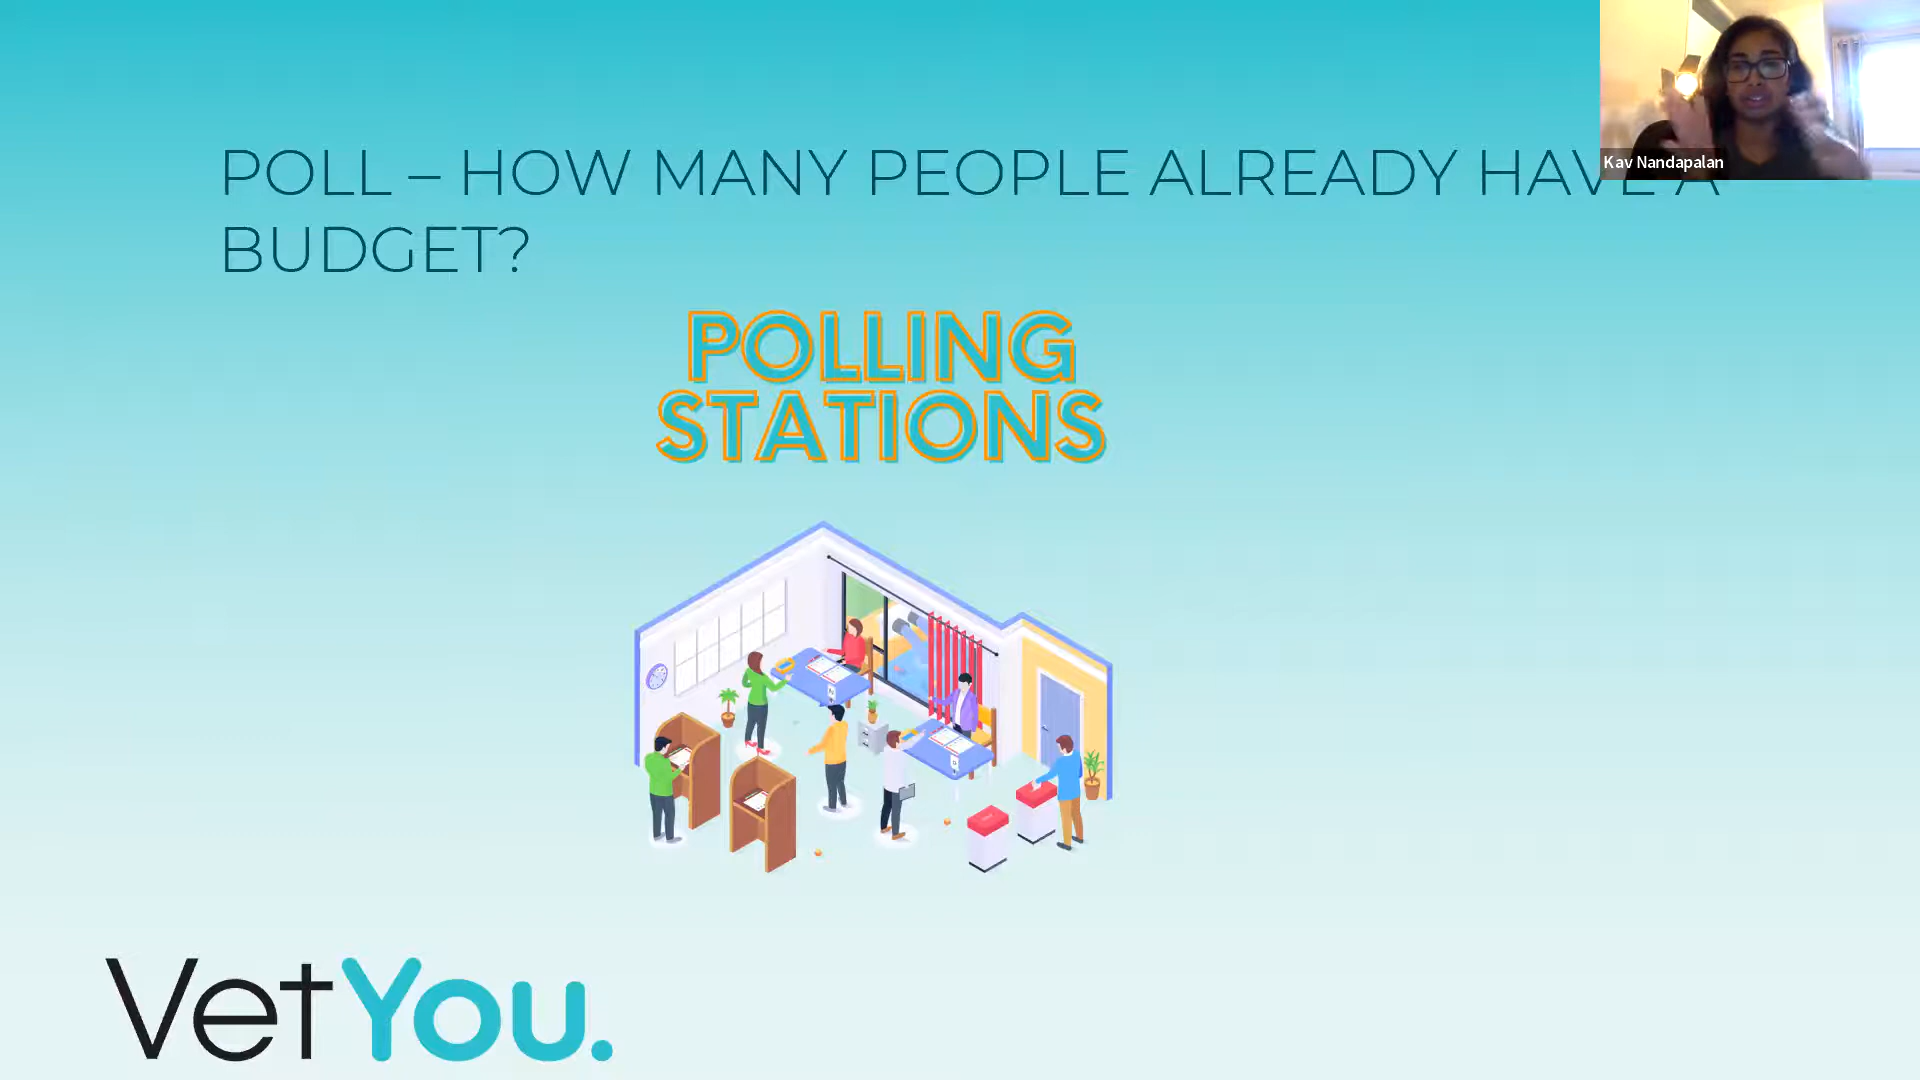 POLL – HOW MANY PEOPLE ALREADY HAVE A
BUDGET?
Kav Nandapalan
POLLING
STATIONS
VetYou.